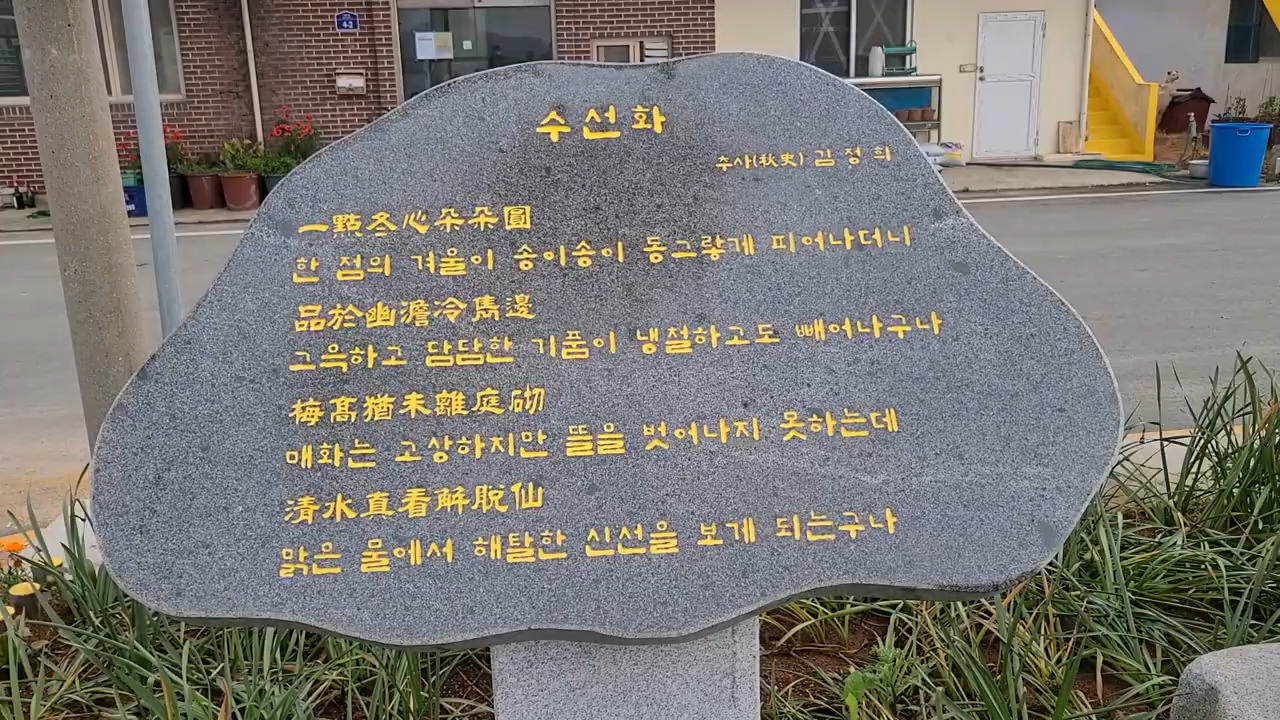 수선화
추사(秋史) 김정희
一點冬心朵朵圓
한 점의 겨울이 송이송이 동그랗게 피어나더니
品於幽澹冷馬邊
그윽하고 담담한 기품이 냉철하고도 빼어나구나
梅高猶未離庭砌
매화는 고상하지만 뜰을 벗어나지 못하는데
清水真看解脫仙
맑은 물에서 해탈한 신선을 보게 되는구나